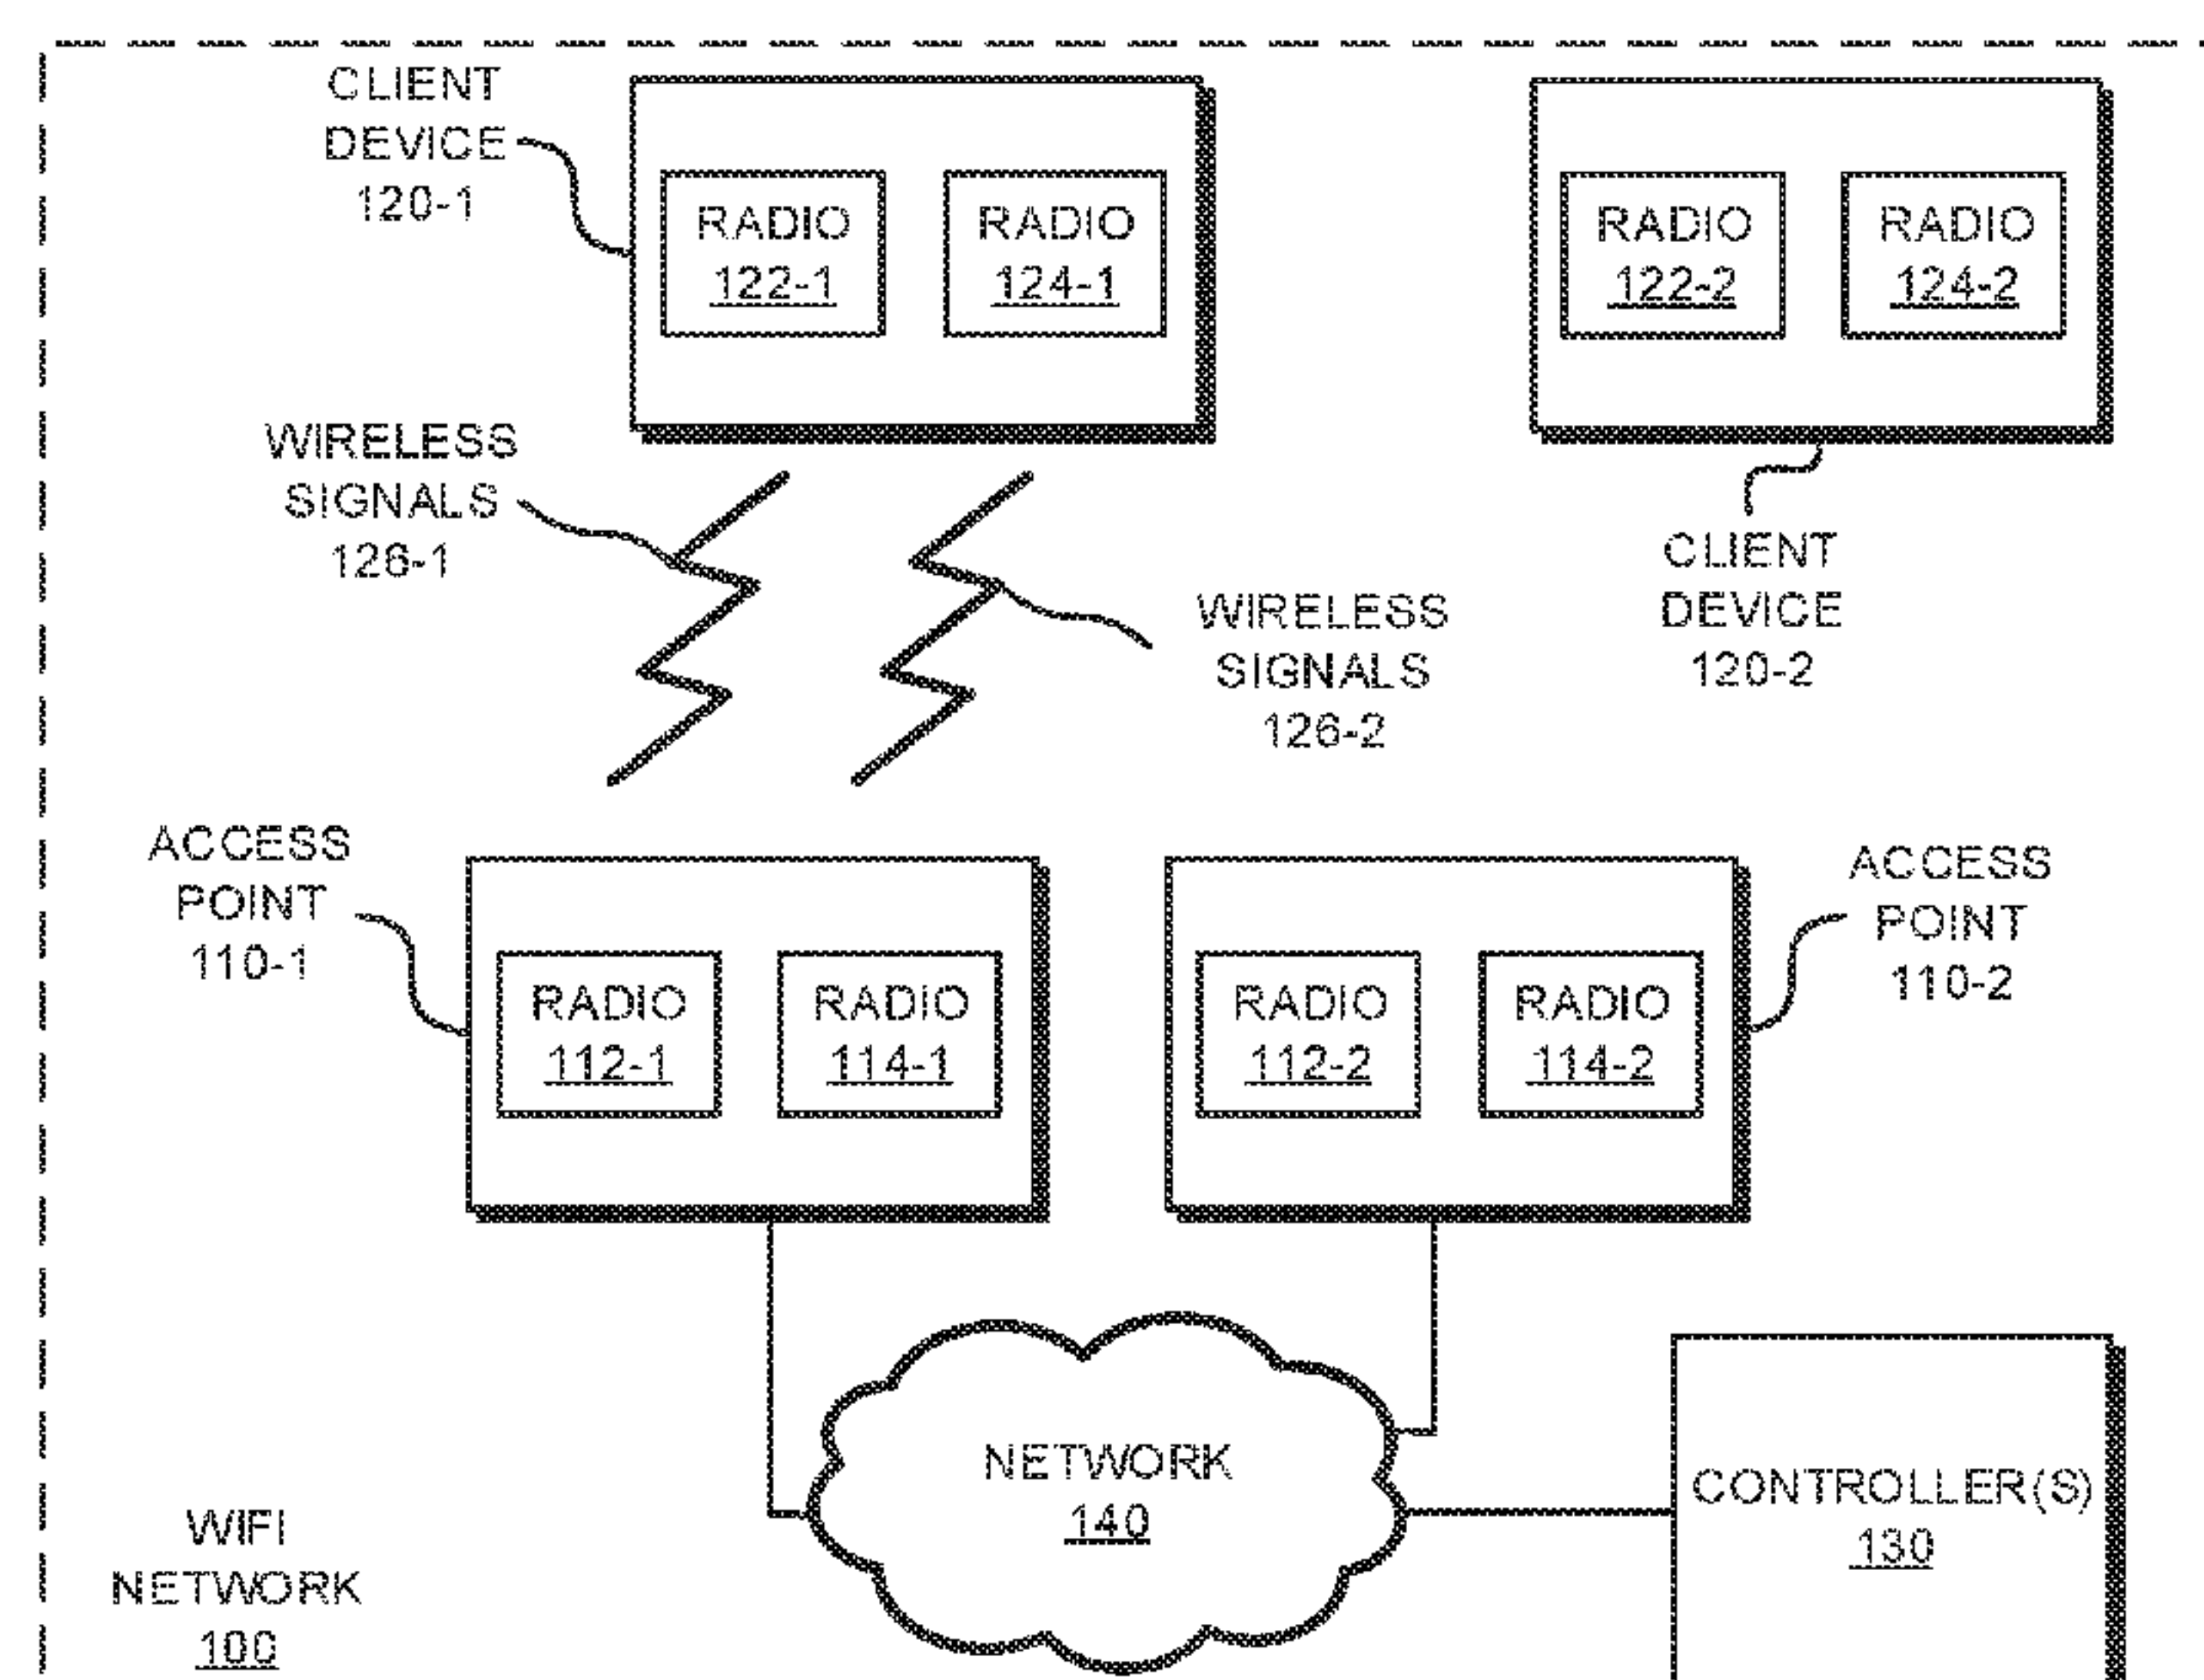 CLIENT
DEVICE
120-1
RADIO
122-1
RADIO
124-1
RADIO
122-2
RADIO
124-2
WIRELESS
SIGNALS
126-1
WIRELESS
SIGNALS
126-2
CLIENT
DEVICE
120-2
ACCESS
POINT
110-1
RADIO
112-1
RADIO
114-1
RADIO
112-2
RADIO
114-2
ACCESS
POINT
110-2
NETWORK
140
CONTROLLER(S)
130
WIFI
NETWORK
100